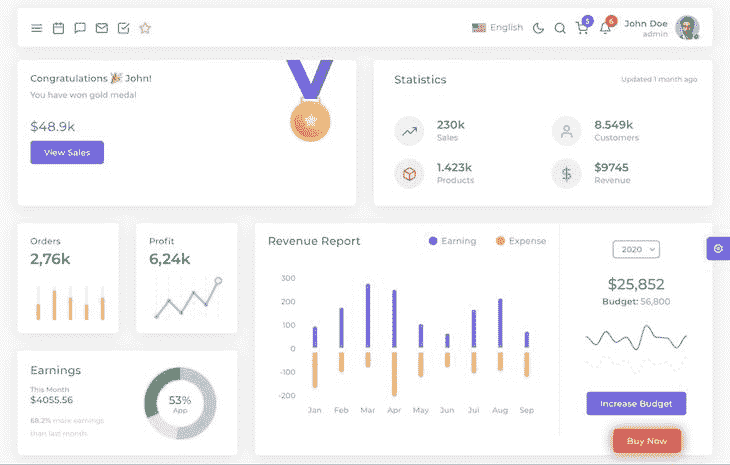 English
5
6
John Doe
admin
Congratulations 🎉 John!
You have won gold medal
$48.9k
View Sales
Statistics
Updated 1 month ago
230k
Sales
8.549k
Customers
1.423k
Products
$9745
Revenue
Orders
2,76k
Profit
6,24k
Revenue Report
Earning
Expense
300
200
100
0
-100
-200
Jan Feb Mar Apr May Jun Jul Aug Sep
2020
$25,852
Budget: 56,800
Increase Budget
Buy Now
Earnings
This Month
$4055.56
68.2% more earnings
than last month.
53%
App